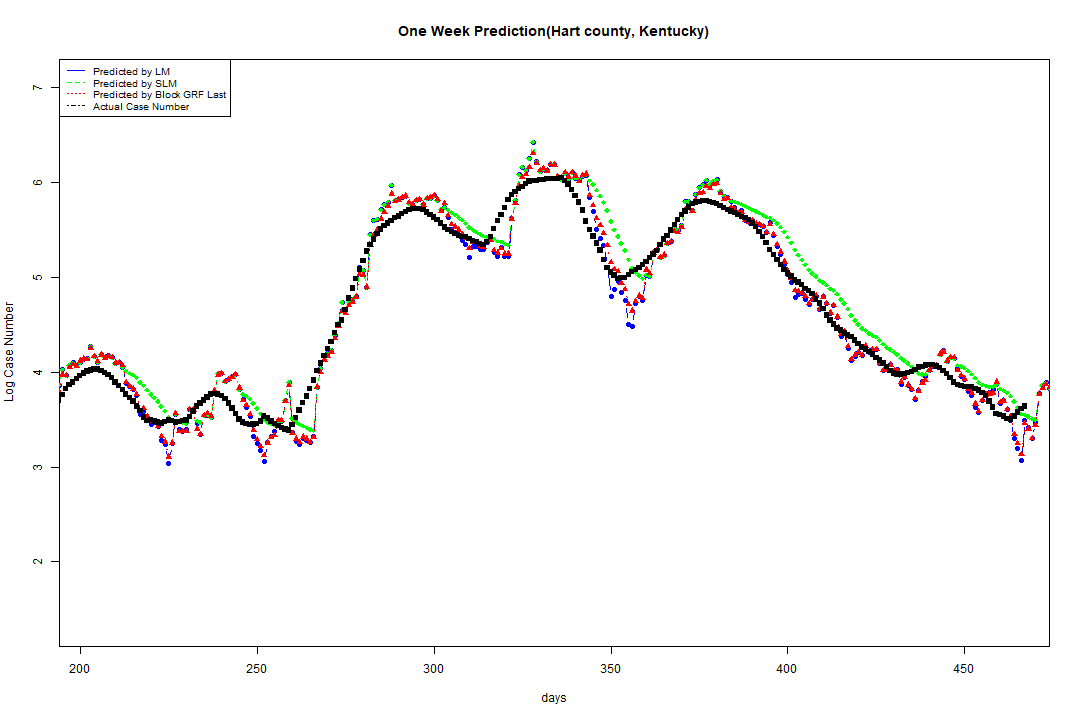 One Week Prediction(Hart county, Kentucky)
Predicted by LM
Predicted by SLM
Predicted by Block GRF Last
Actual Case Number
7
6
5
4
3
2
Log Case Number
200 250 300 350 400 450
days